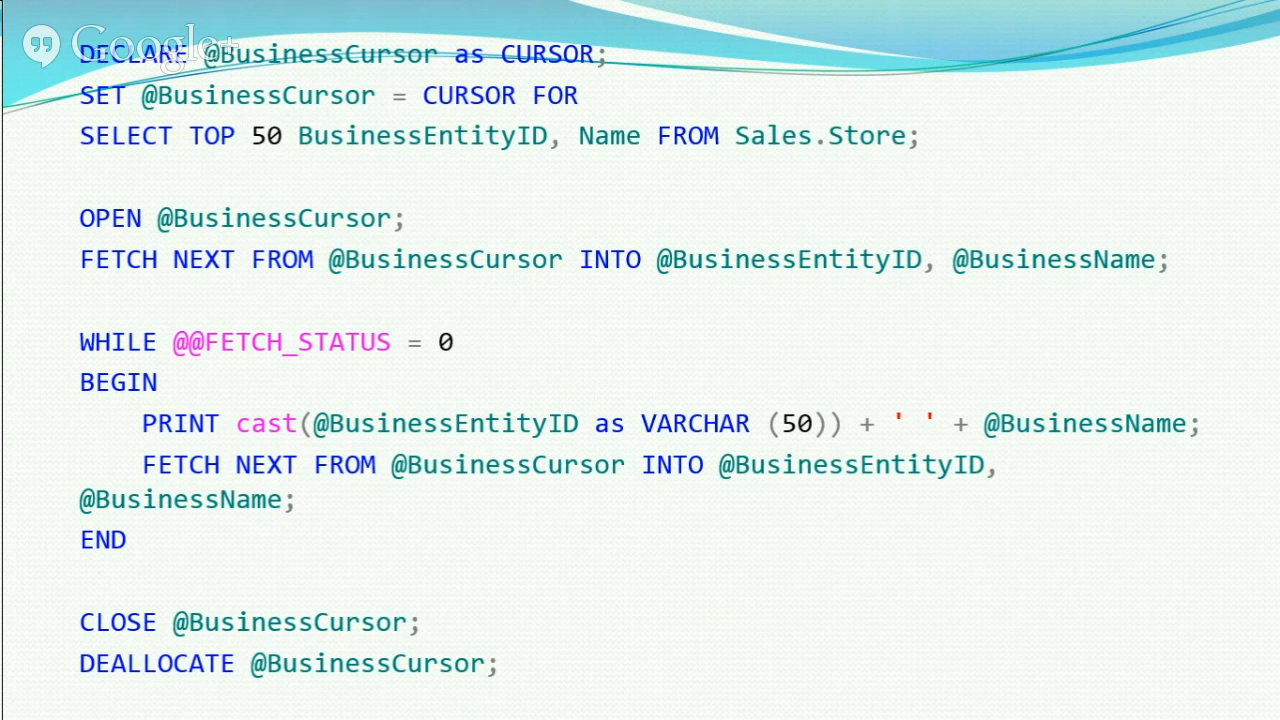 Google+
DECLARE @BusinessCursor as CURSOR;
SET @BusinessCursor = CURSOR FOR
SELECT TOP 50 BusinessEntityID, Name FROM Sales.Store;
OPEN @BusinessCursor;
FETCH NEXT FROM @BusinessCursor INTO @BusinessEntityID, @BusinessName;
WHILE @@FETCH_STATUS = 0
BEGIN
PRINT cast(@BusinessEntityID as VARCHAR (50)) + ' ' + @BusinessName;
FETCH NEXT FROM @BusinessCursor INTO @BusinessEntityID,
@BusinessName;
END
CLOSE @BusinessCursor;
DEALLOCATE @BusinessCursor;